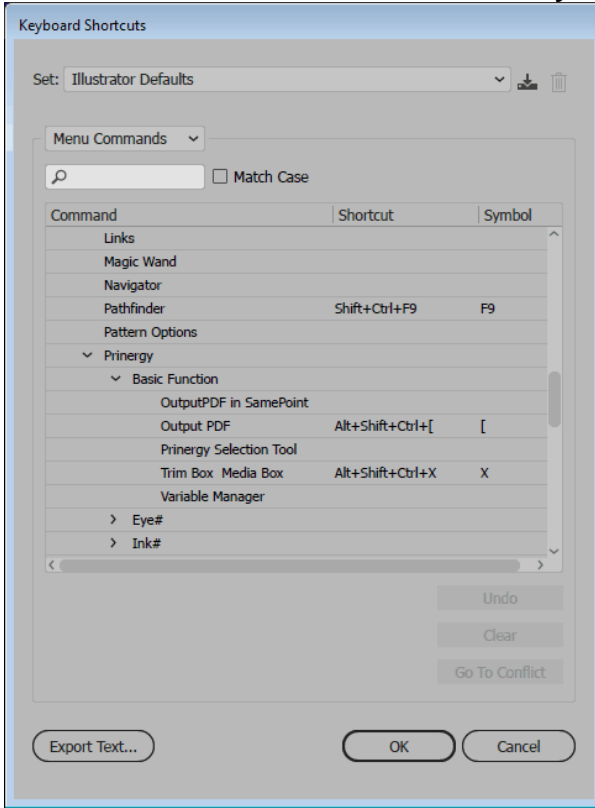 Keyboard Shortcuts
Set: Illustrator Defaults
Menu Commands
Match Case
Command Shortcut Symbol
Links
Magic Wand
Navigator
Pathfinder Shift+Ctrl+F9 F9
Pattern Options
Prinergy
Basic Function
OutputPDF in SamePoint
Output PDF Alt+Shift+Ctrl+[ [
Prinergy Selection Tool
Trim Box Media Box Alt+Shift+Ctrl+X X
Variable Manager
Eye#
Ink#
Undo
Clear
Go To Conflict
Export Text... OK Cancel